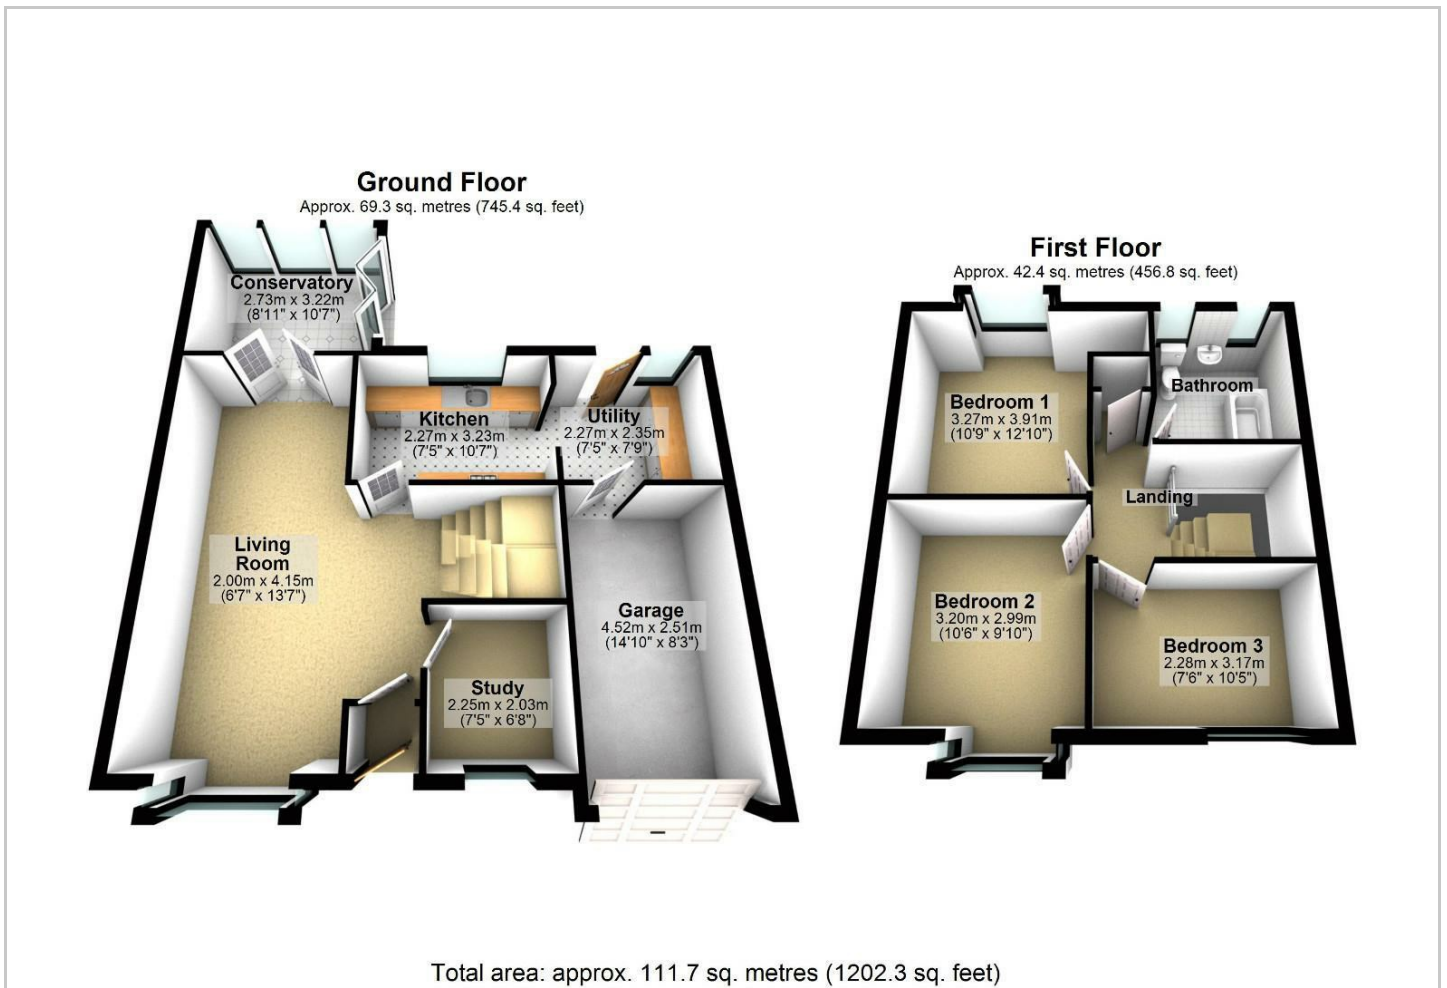 Ground Floor
Approx. 69.3 sq. metres (745.4 sq. feet)
Conservatory
2.73m x 3.22m
(8'11" x 10'7")
Kitchen
2.27m x 3.23m
(7'5" x 10'7")
Utility
2.27m x 2.35m
(7'5" x 7'9")
Living
Room
2.00m x 4.15m
(6'7" x 13'7")
Garage
4.52m x 2.51m
(14'10" x 8'3")
Study
2.25m x 2.03m
(7'5" x 6'8")
First Floor
Approx. 42.4 sq. metres (456.8 sq. feet)
Bathroom
Bedroom 1
3.27m x 3.91m
(10'9" x 12'10")
Landing
Bedroom 2
3.20m x 2.99m
(10'6" x 9'10")
Bedroom 3
2.28m x 3.17m
(7'6" x 10'5")
Total area: approx. 111.7 sq. metres (1202.3 sq. feet)